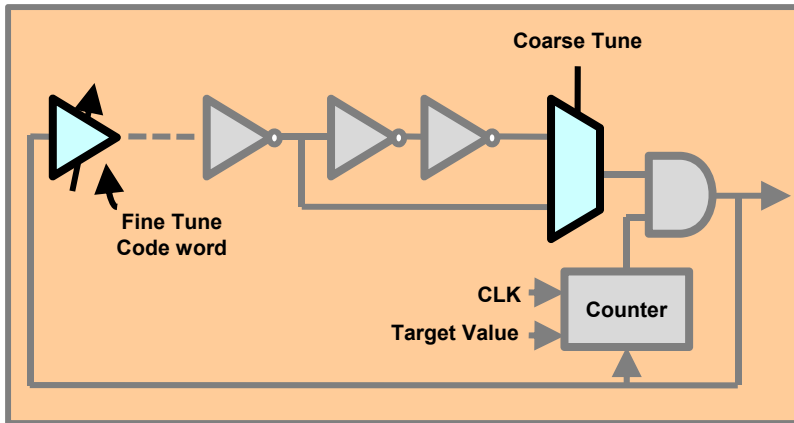 Coarse Tune
Fine Tune
Code word
CLK
Target Value
Counter